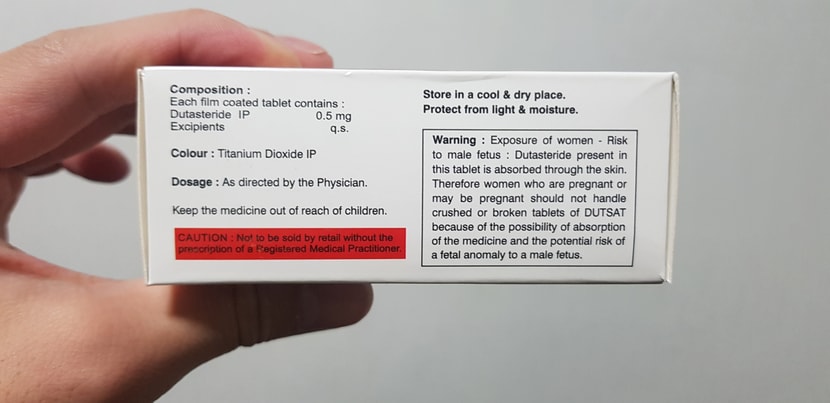 Composition :
Each film coated tablet contains :
Dutasteride IP 0.5 mg
Excipients q.s.
Colour : Titanium Dioxide IP
Dosage : As directed by the Physician.
Keep the medicine out of reach of children.
CAUTION : Not to be sold by retail without the
prescription of a Registered Medical Practitioner.
Store in a cool & dry place.
Protect from light & moisture.
Warning : Exposure of women - Risk
to male fetus : Dutasteride present in
this tablet is absorbed through the skin.
Therefore women who are pregnant or
may be pregnant should not handle
crushed or broken tablets of DUTSAT
because of the possibility of absorption
of the medicine and the potential risk of
a fetal anomaly to a male fetus.